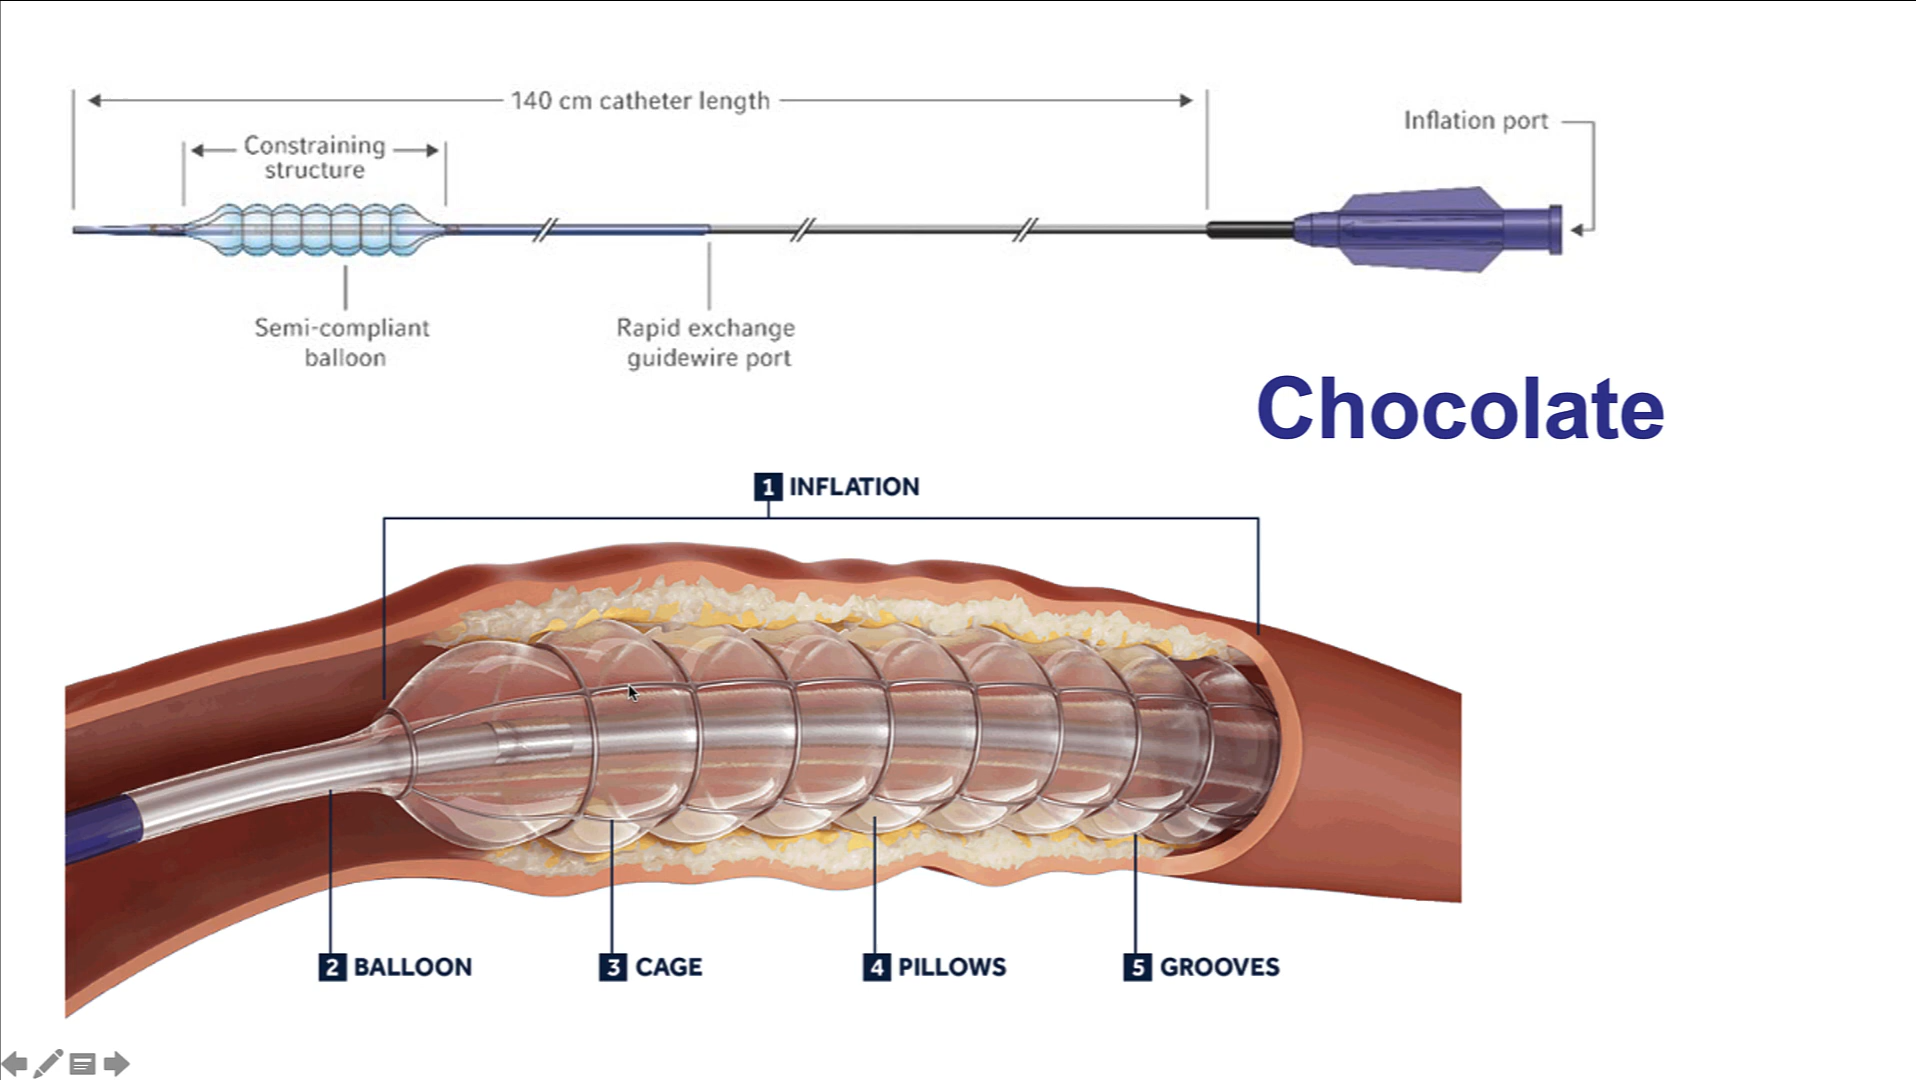 140 cm catheter length
Inflation port
Constraining
structure
Semi-compliant
balloon
Rapid exchange
guidewire port
Chocolate
1 INFLATION
2 BALLOON
3 CAGE
4 PILLOWS
5 GROOVES